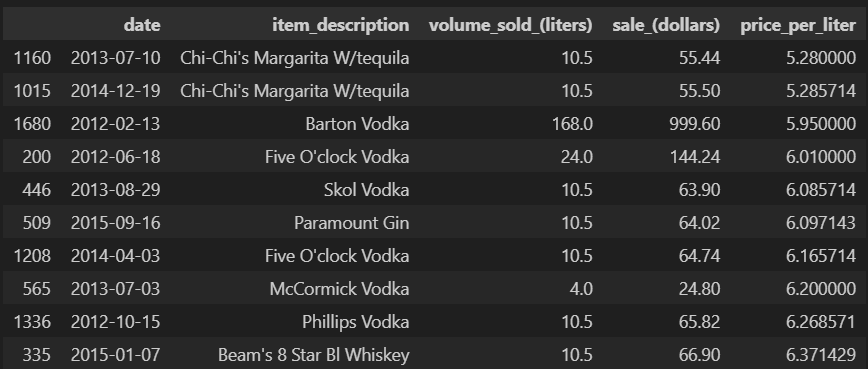 date item_description volume_sold_(liters) sale_(dollars) price_per_liter
1160 2013-07-10 Chi-Chi's Margarita W/tequila 10.5 55.44 5.280000
1015 2014-12-19 Chi-Chi's Margarita W/tequila 10.5 55.50 5.285714
1680 2012-02-13 Barton Vodka 168.0 999.60 5.950000
200 2012-06-18 Five O'clock Vodka 24.0 144.24 6.010000
446 2013-08-29 Skol Vodka 10.5 63.90 6.085714
509 2015-09-16 Paramount Gin 10.5 64.02 6.097143
1208 2014-04-03 Five O'clock Vodka 10.5 64.74 6.165714
565 2013-07-03 McCormick Vodka 4.0 24.80 6.200000
1336 2012-10-15 Phillips Vodka 10.5 65.82 6.268571
335 2015-01-07 Beam's 8 Star Bl Whiskey 10.5 66.90 6.371429